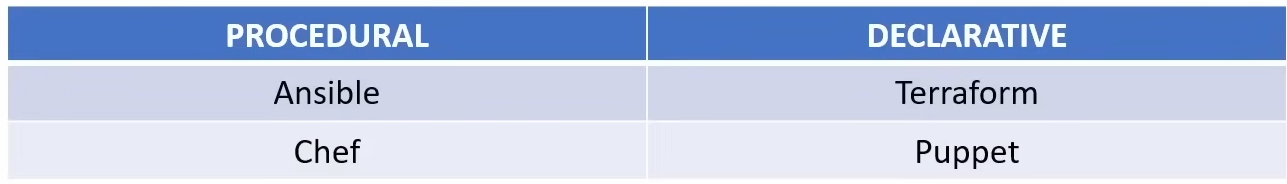 PROCEDURAL DECLARATIVE
Ansible Terraform
Chef Puppet